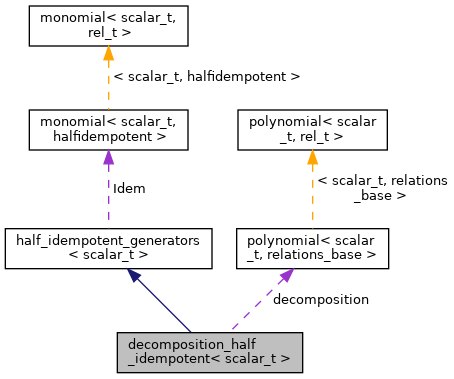 monomial< scalar_t,
rel_t >
< scalar_t, halfidempotent >
monomial< scalar_t,
halfidempotent >
polynomial< scalar
_t, rel_t >
Idem
< scalar_t, relations
_base >
half_idempotent_generators
< scalar_t >
polynomial< scalar
_t, relations_base >
decomposition
decomposition_half
_idempotent< scalar_t >